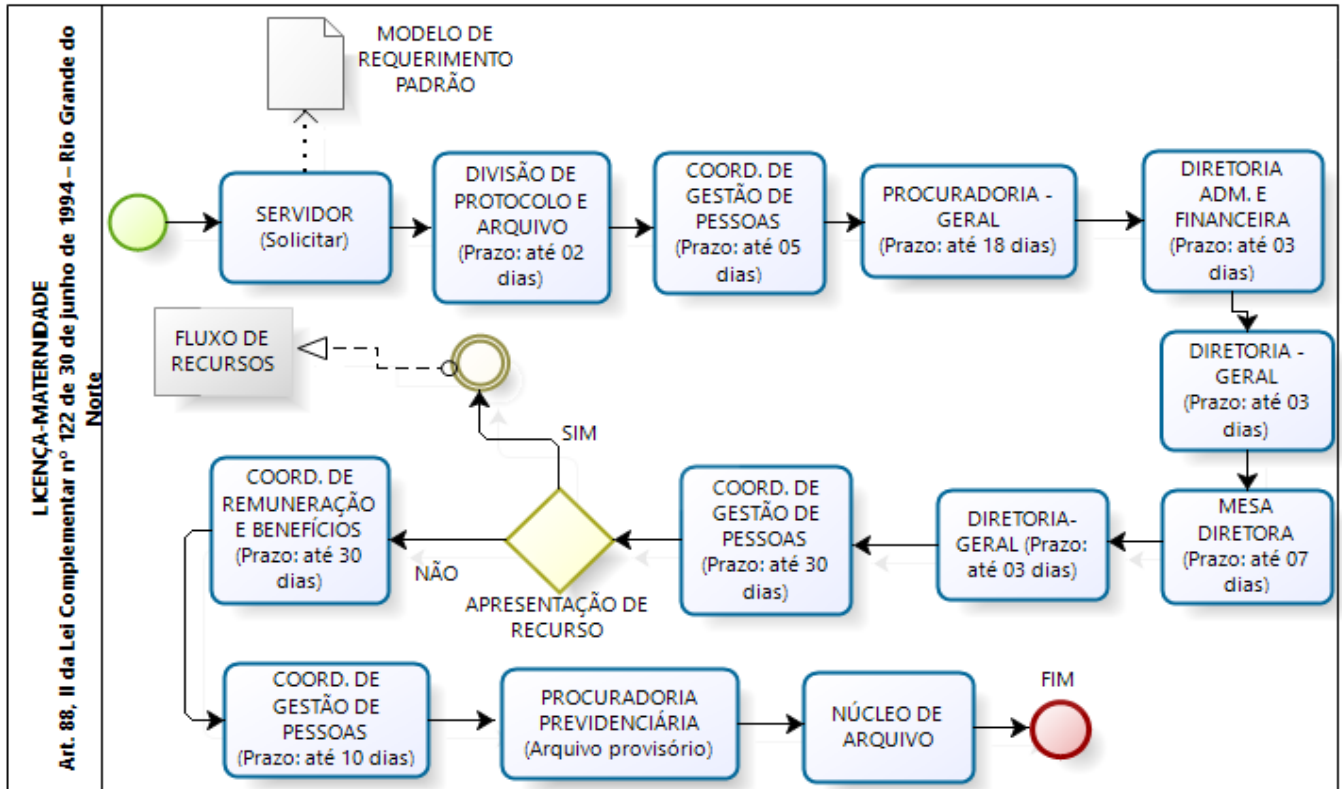 LICENÇA-MATERNIDADE
Art. 88, II da Lei Complementar nº 122 de 30 de junho de 1994 – Rio Grande do
Norte
MODELO DE
REQUERIMENTO
PADRÃO
SERVIDOR
(Solicitar)
DIVISÃO DE
PROTOCOLO E
ARQUIVO
(Prazo: até 02
dias)
COORD. DE
GESTÃO DE
PESSOAS
(Prazo: até 05
dias)
PROCURADORIA -
GERAL
(Prazo: até 18 dias)
DIRETORIA
ADM. E
FINANCEIRA
(Prazo: até 03
dias)
DIRETORIA -
GERAL
(Prazo: até 03
dias)
MESA
DIRETORA
(Prazo: até 07
dias)
DIRETORIA-
GERAL (Prazo:
até 03 dias)
COORD. DE
GESTÃO DE
PESSOAS
(Prazo: até 30
dias)
APRESENTAÇÃO DE
RECURSO
SIM
FLUXO DE
RECURSOS
NÃO
COORD. DE
REMUNERAÇÃO
E BENEFÍCIOS
(Prazo: até 30
dias)
COORD. DE
GESTÃO DE
PESSOAS
(Prazo: até 10 dias)
PROCURADORIA
PREVIDENCIÁRIA
(Arquivo provisório)
NÚCLEO DE
ARQUIVO
FIM